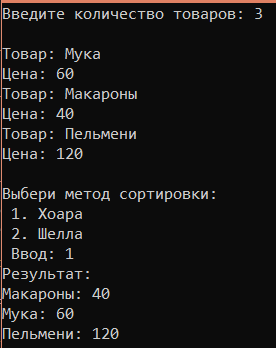 Введите количество товаров: 3
Товар: Мука
Цена: 60
Товар: Макароны
Цена: 40
Товар: Пельмени
Цена: 120
Выбери метод сортировки:
1. Хоара
2. Шелла
Ввод: 1
Результат:
Макароны: 40
Мука: 60
Пельмени: 120